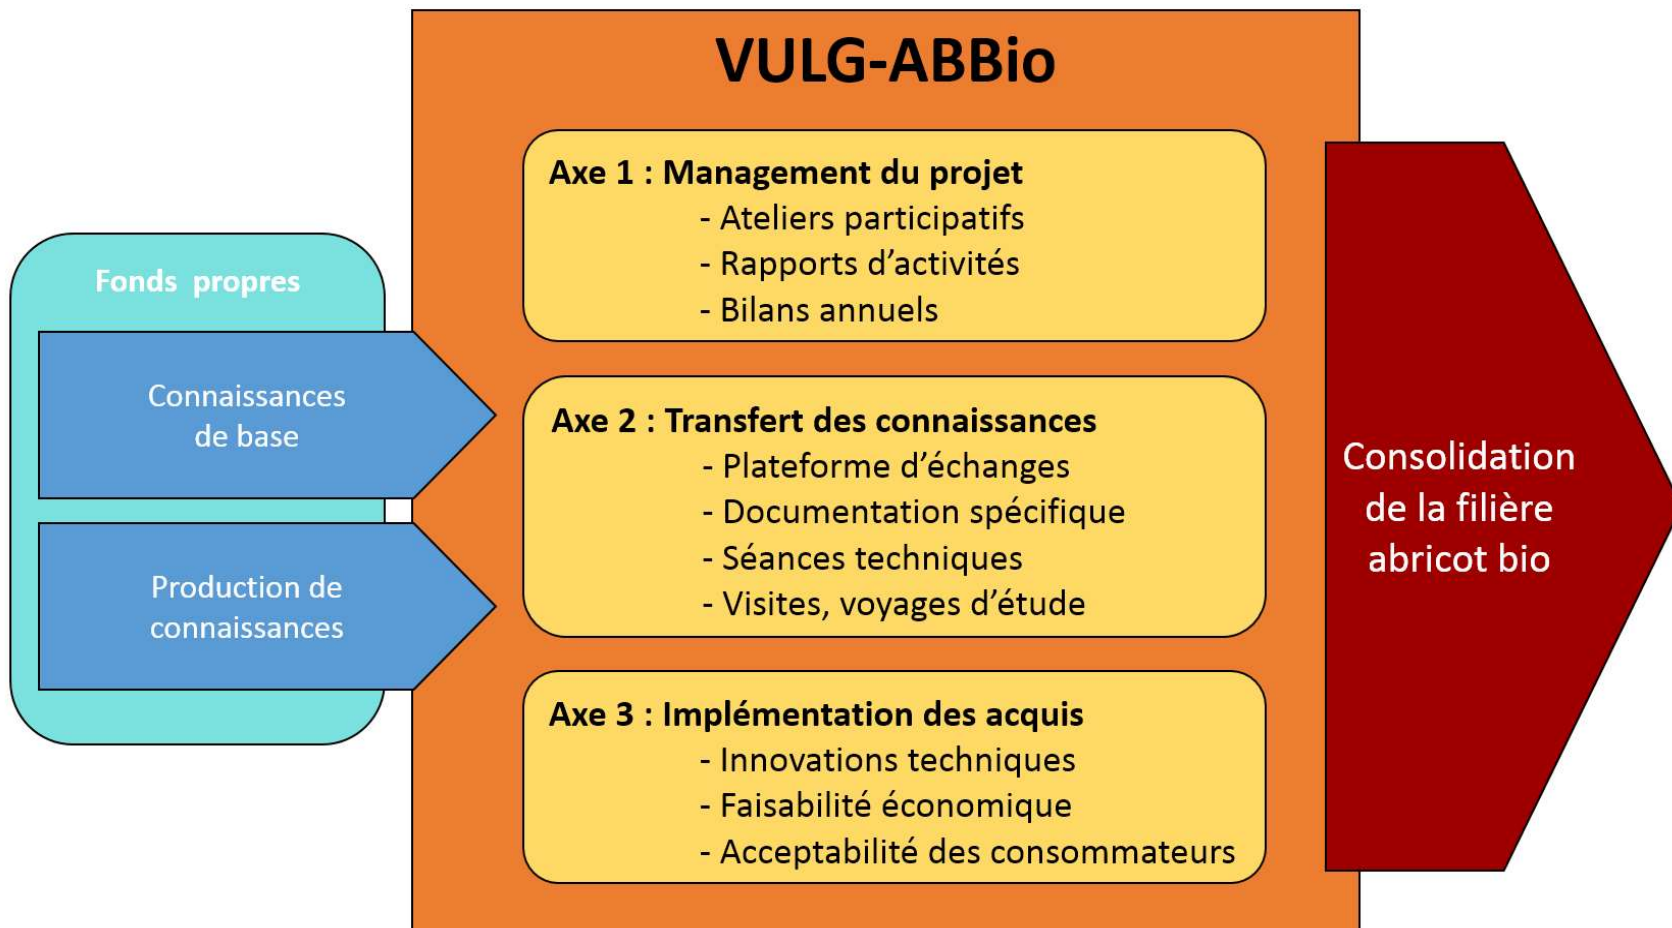 VULG-ABBio
Fonds propres
Connaissances
de base
Production de
connaissances
Axe 1 : Management du projet
- Ateliers participatifs
- Rapports d’activités
- Bilans annuels
Axe 2 : Transfert des connaissances
- Plateforme d’échanges
- Documentation spécifique
- Séances techniques
- Visites, voyages d’étude
Axe 3 : Implémentation des acquis
- Innovations techniques
- Faisabilité économique
- Acceptabilité des consommateurs
Consolidation
de la filière
abricot bio